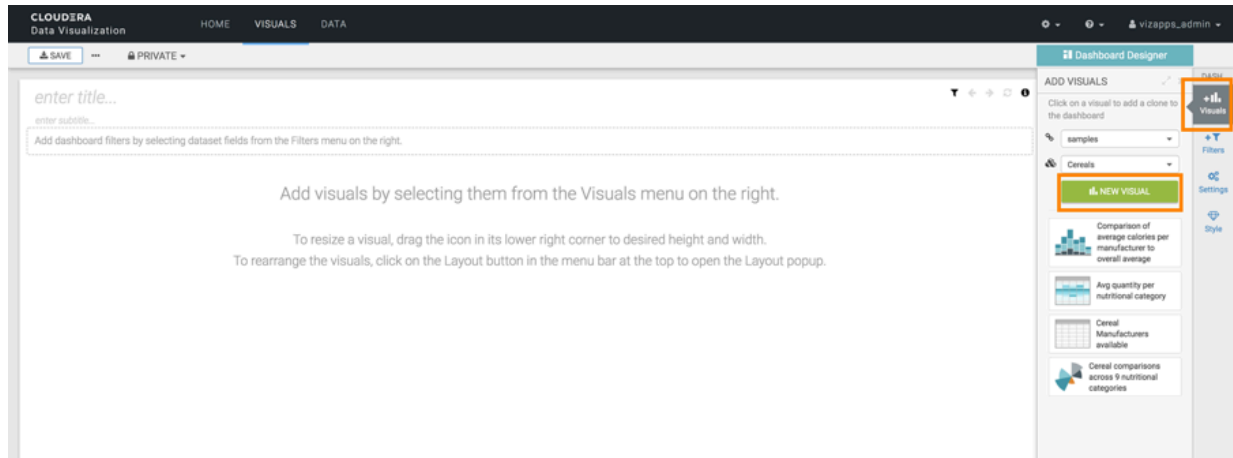 CLOUDERA
Data Visualization
HOME VISUALS DATA
vizapps_admin
SAVE
PRIVATE
Dashboard Designer
enter title...
enter subtitle...
Add dashboard filters by selecting dataset fields from the Filters menu on the right.
Add visuals by selecting them from the Visuals menu on the right.
To resize a visual, drag the icon in its lower right corner to desired height and width.
To rearrange the visuals, click on the Layout button in the menu bar at the top to open the Layout popup.
ADD VISUALS
Click on a visual to add a clone to
the dashboard
samples
Cereals
NEW VISUAL
Comparison of
average calories per
manufacturer to
overall average
Avg quantity per
nutritional category
Cereal
Manufacturers
available
Cereal comparisons
across 9 nutritional
categories
DASH
Visuals
Filters
Settings
Style